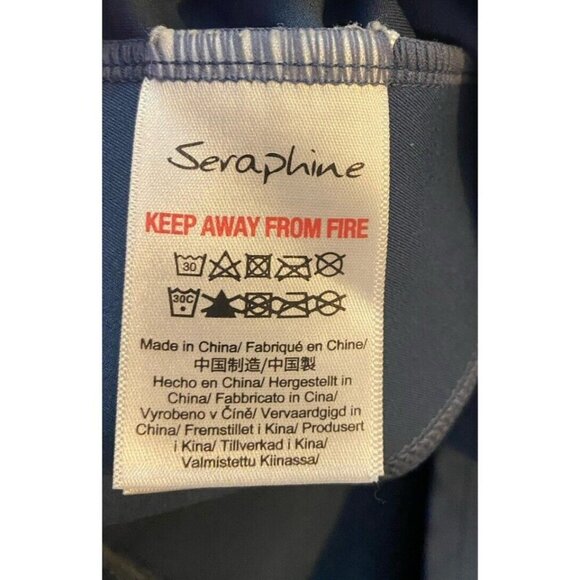 Seraphine
KEEP AWAY FROM FIRE
30
30C
Made in China/ Fabriqué en Chine/
中国制造/中国製
Hecho en China/ Hergestellt in
China/ Fabbricato in Cina/
Vyrobeno v Číně/ Vervaardgigd in
China/ Fremstillet i Kina/ Produsert
i Kina/ Tillverkad i Kina/
Valmistettu Kiinassa/